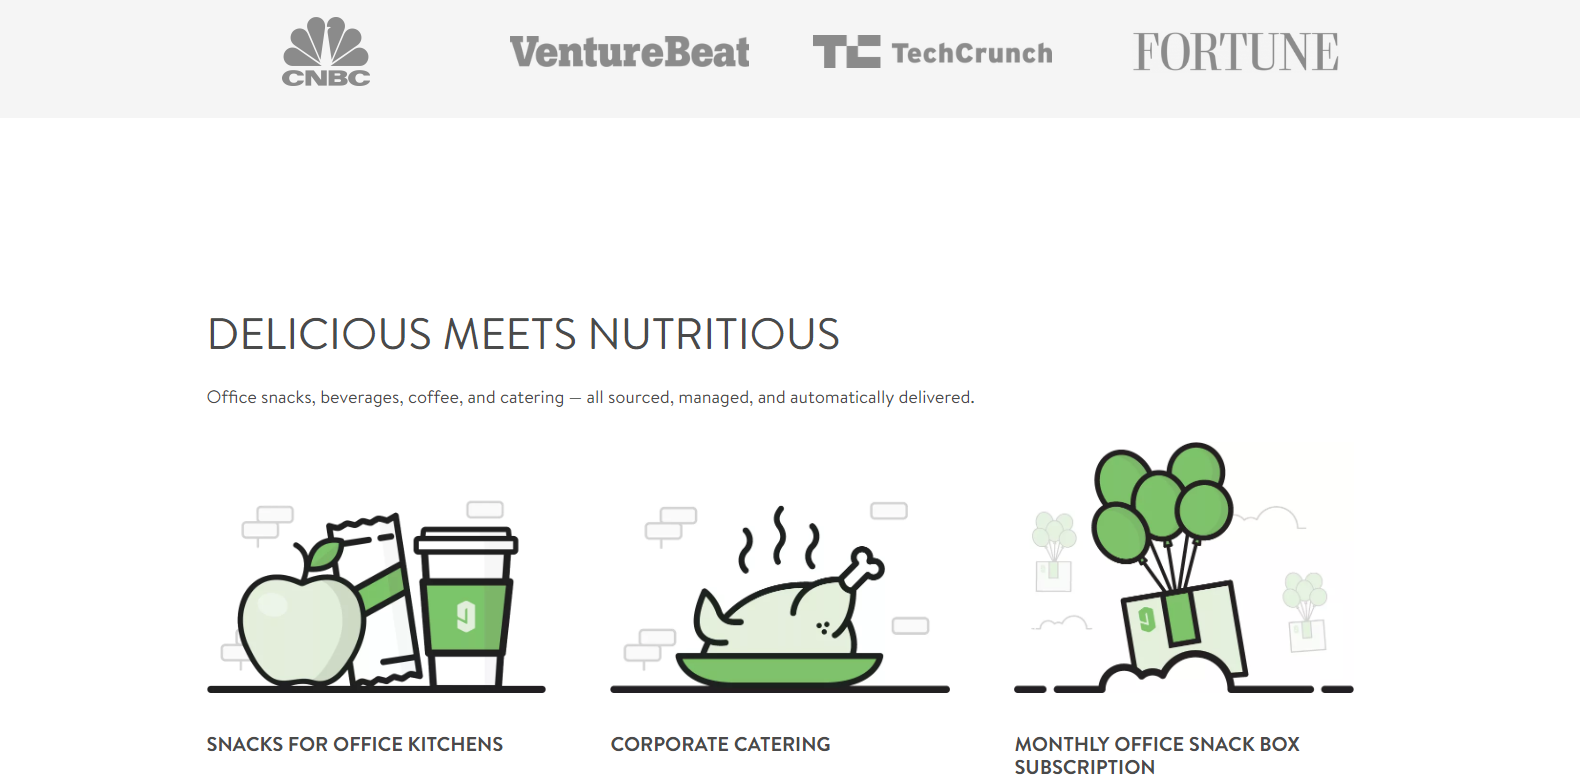 CNBC
VentureBeat
TC TechCrunch
FORTUNE
DELICIOUS MEETS NUTRITIOUS
Office snacks, beverages, coffee, and catering — all sourced, managed, and automatically delivered.
g
g
SNACKS FOR OFFICE KITCHENS
CORPORATE CATERING
MONTHLY OFFICE SNACK BOX
SUBSCRIPTION